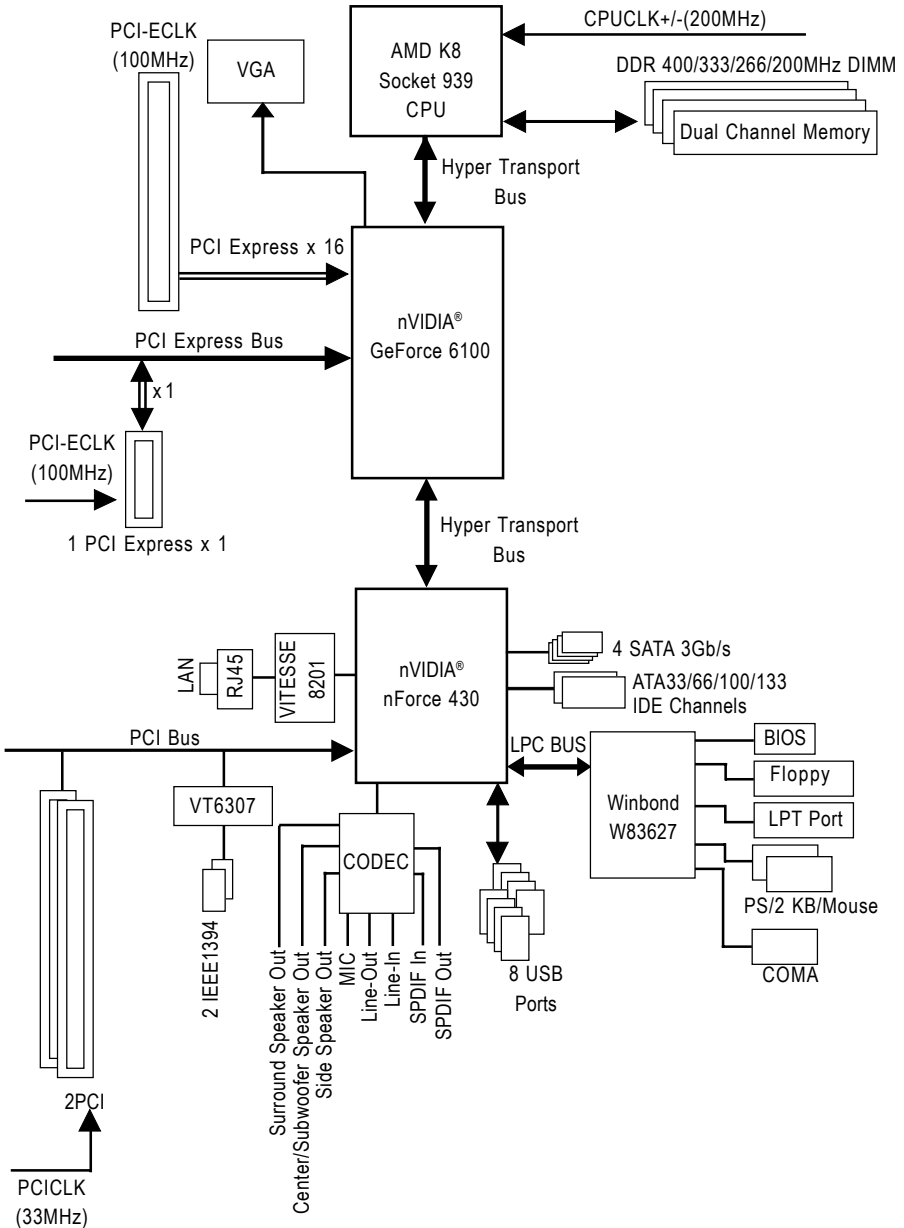 PCI-ECLK
(100MHz)
VGA
AMD K8
Socket 939
CPU
CPUCLK+/-(200MHz)
DDR 400/333/266/200MHz DIMM
Dual Channel Memory
Hyper Transport
Bus
PCI Express x 16
nVIDIA®
GeForce 6100
PCI Express Bus
x1
PCI-ECLK
(100MHz)
1 PCI Express x 1
Hyper Transport
Bus
LAN
RJ45
VITESSE
8201
nVIDIA®
nForce 430
4 SATA 3Gb/s
ATA33/66/100/133
IDE Channels
PCI Bus
LPC BUS
VT6307
CODEC
Winbond
W83627
BIOS
Floppy
LPT Port
PS/2 KB/Mouse
COMA
2 IEEE1394
Surround Speaker Out
Center/Subwoofer Speaker Out
Side Speaker Out
MIC
Line-Out
Line-In
SPDIF In
SPDIF Out
8 USB
Ports
2PCI
PCICLK
(33MHz)